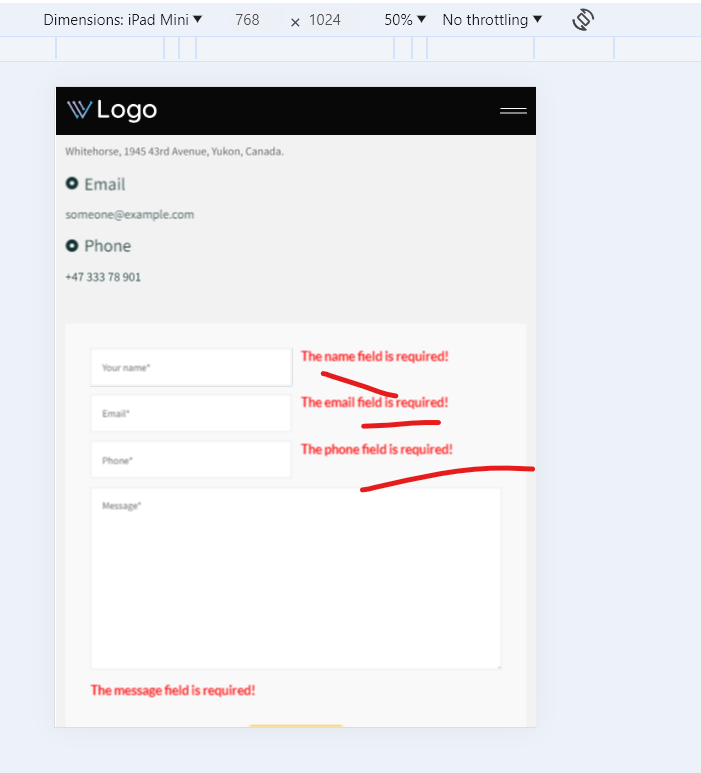 Dimensions: iPad Mini ▼ 768 × 1024 50% ▼ No throttling ▼
Logo
Whitehorse, 1945 43rd Avenue, Yukon, Canada.
Email
someone@example.com
Phone
+47 333 78 901
Your name*
The name field is required!
Email*
The email field is required!
Phone*
The phone field is required!
Message*
The message field is required!